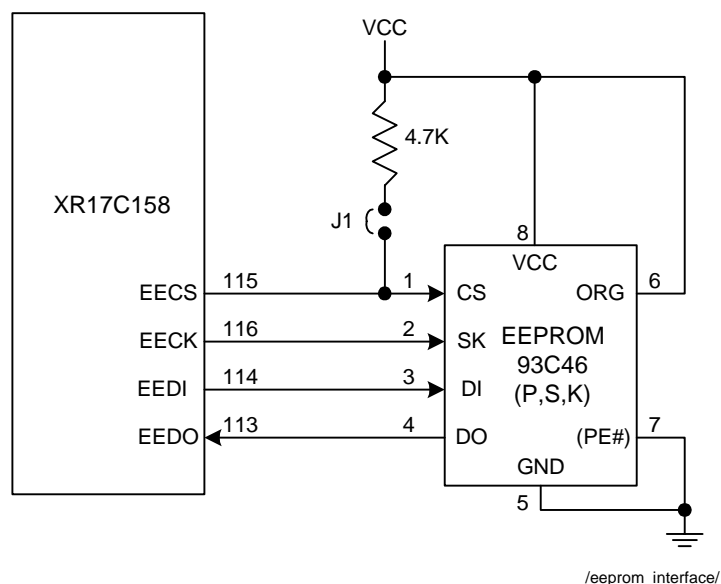 VCC
4.7K
XR17C158
J1
8
VCC
EECS 115 1 CS ORG 6
EECK 116 2 SK EEPROM
93C46
EEDI 114 3 DI (P,S,K)
EEDO 113 4 DO (PE#) 7
GND
5
/eeprom_interface/